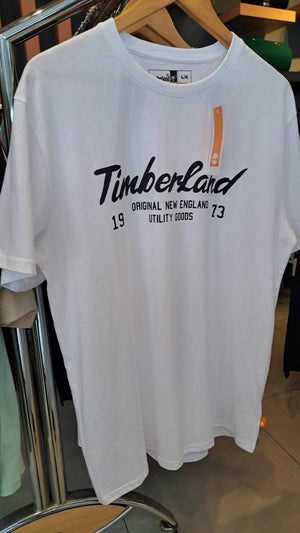 L/G
Timberland
ORIGINAL NEW ENGLAND
19 73
UTILITY GOODS